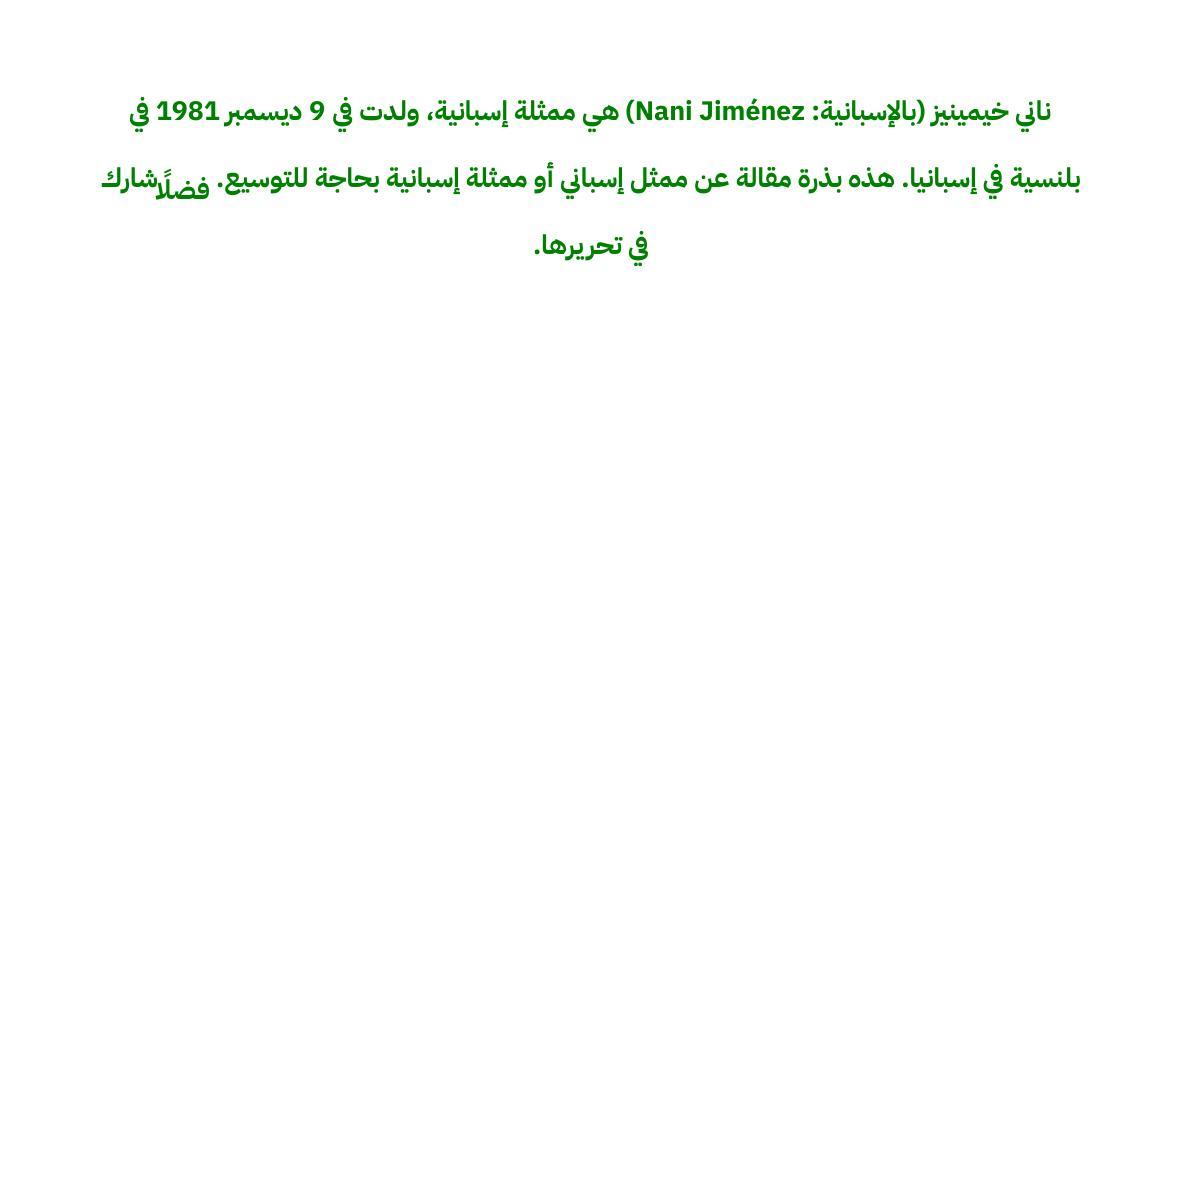 ناني خيمينيز (بالإسبانية: Nani Jiménez) هي ممثلة إسبانية، ولدت في 9 ديسمبر 1981 في
بلنسية في إسبانيا. هذه بذرة مقالة عن ممثل إسباني أو ممثلة إسبانية بحاجة للتوسيع. فضلًا شارك
في تحريرها.